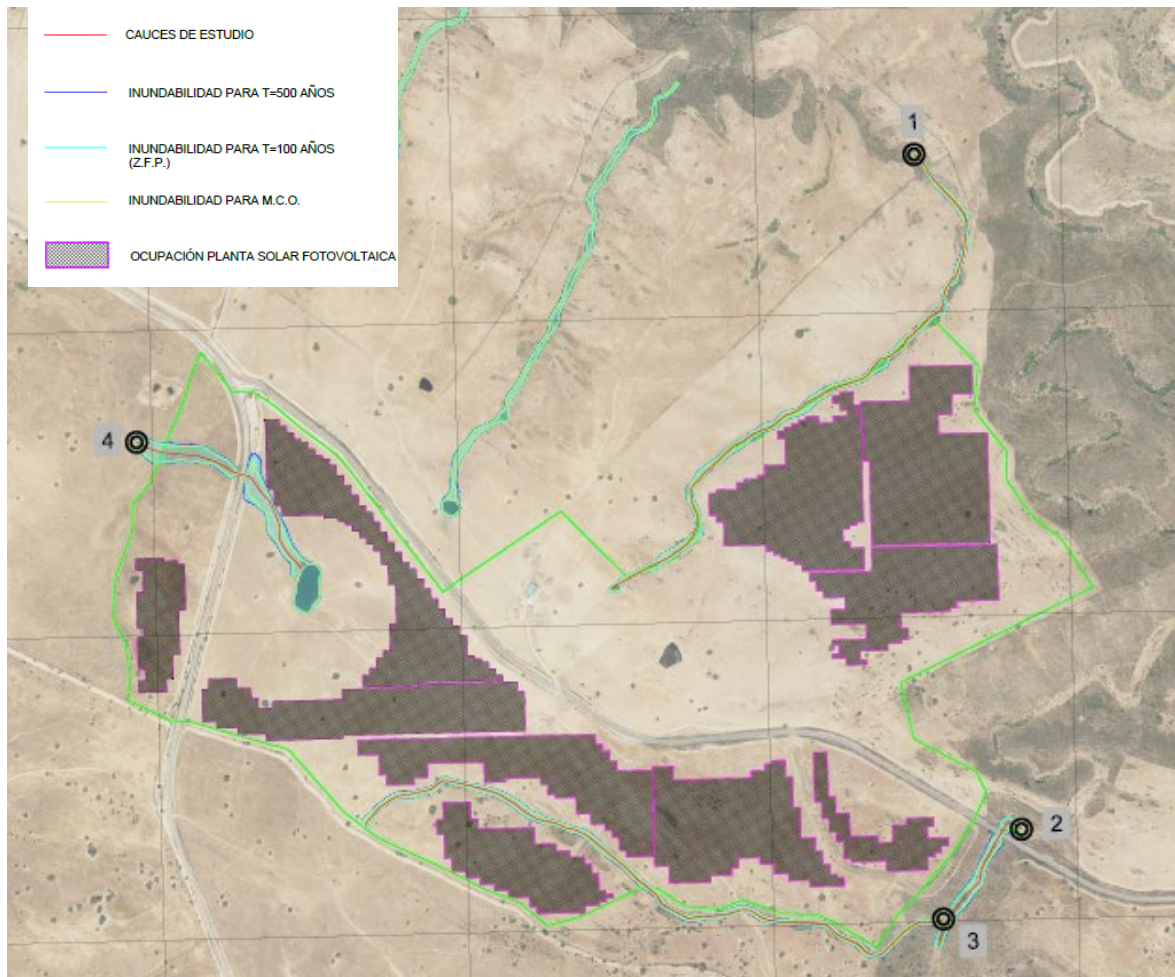 CAUCES DE ESTUDIO
INUNDABILIDAD PARA T=500 AÑOS
INUNDABILIDAD PARA T=100 AÑOS
(Z.F.P.)
INUNDABILIDAD PARA M.C.O.
OCUPACIÓN PLANTA SOLAR FOTOVOLTAICA
1
4
2
3